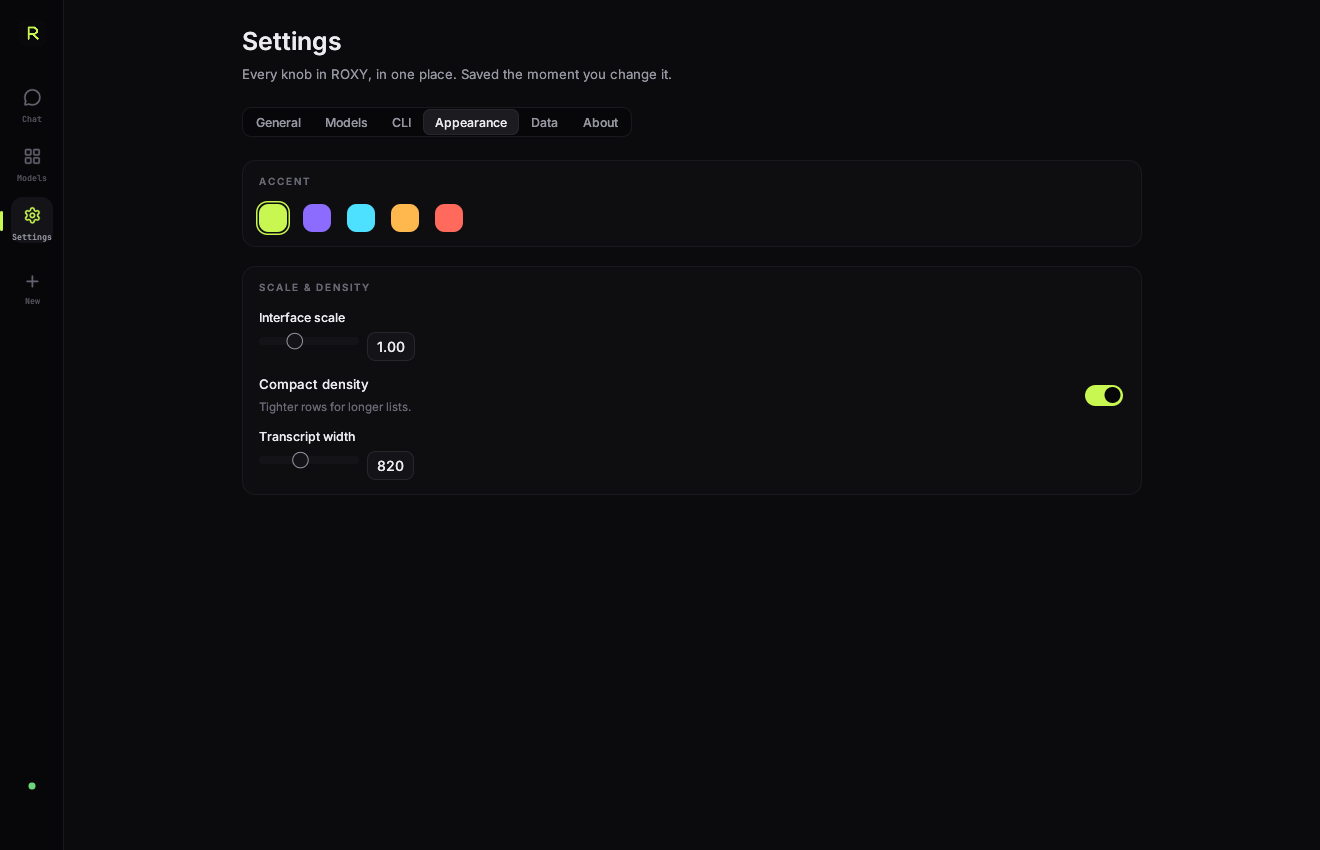 R
Chat
Models
Settings
New
Settings
Every knob in ROXY, in one place. Saved the moment you change it.
General Models CLI Appearance Data About
ACCENT
SCALE & DENSITY
Interface scale
1.00
Compact density
Tighter rows for longer lists.
Transcript width
820